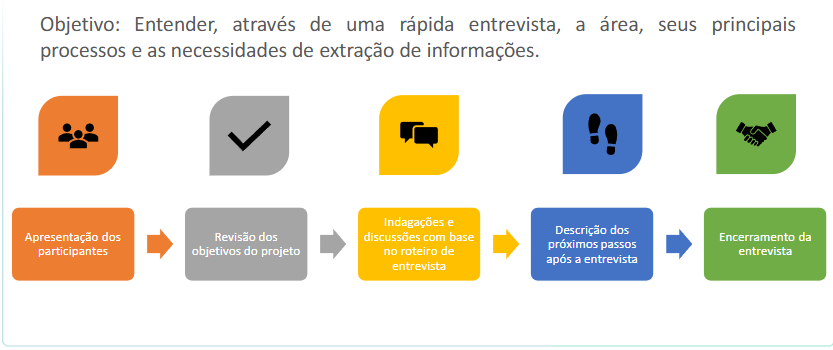 Objetivo: Entender, através de uma rápida entrevista, a área, seus principais
processos e as necessidades de extração de informações.
Apresentação dos
participantes
Revisão dos
objetivos do projeto
Indagações e
discussões com base
no roteiro de
entrevista
Descrição dos
próximos passos
após a entrevista
Encerramento da
entrevista